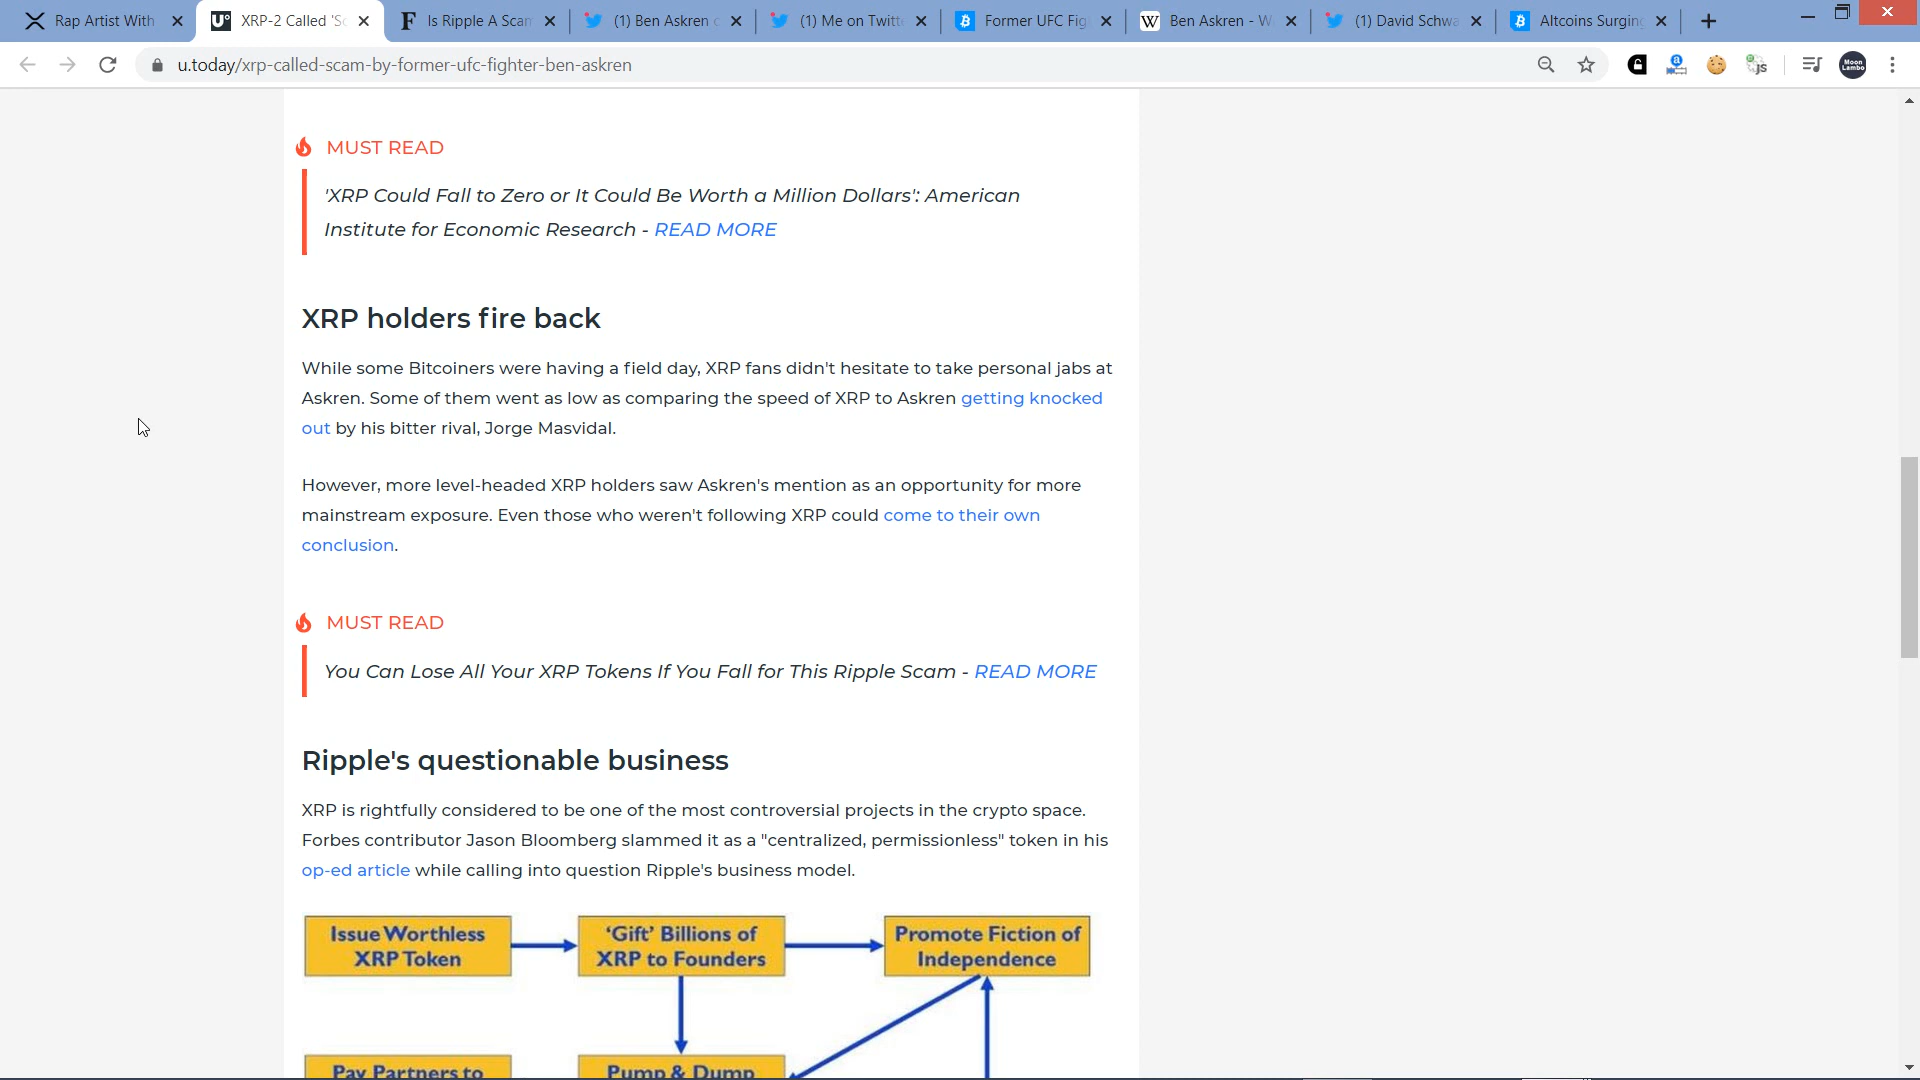 Rap Artist With
XRP-2 Called 'Sc
Is Ripple A Scam
(1) Ben Askren
(1) Me on Twitte
Former UFC Fig
Ben Askren - W
(1) David Schwa
Altcoins Surging
u.today/xrp-called-scam-by-former-ufc-fighter-ben-askren
MUST READ
'XRP Could Fall to Zero or It Could Be Worth a Million Dollars': American
Institute for Economic Research - READ MORE
XRP holders fire back
While some Bitcoiners were having a field day, XRP fans didn't hesitate to take personal jabs at
Askren. Some of them went as low as comparing the speed of XRP to Askren getting knocked
out by his bitter rival, Jorge Masvidal.
However, more level-headed XRP holders saw Askren's mention as an opportunity for more
mainstream exposure. Even those who weren't following XRP could come to their own
conclusion.
MUST READ
You Can Lose All Your XRP Tokens If You Fall for This Ripple Scam - READ MORE
Ripple's questionable business
XRP is rightfully considered to be one of the most controversial projects in the crypto space.
Forbes contributor Jason Bloomberg slammed it as a "centralized, permissionless" token in his
op-ed article while calling into question Ripple's business model.
Issue Worthless
XRP Token
'Gift' Billions of
XRP to Founders
Promote Fiction of
Independence
Pay Partners to
Pump & Dump